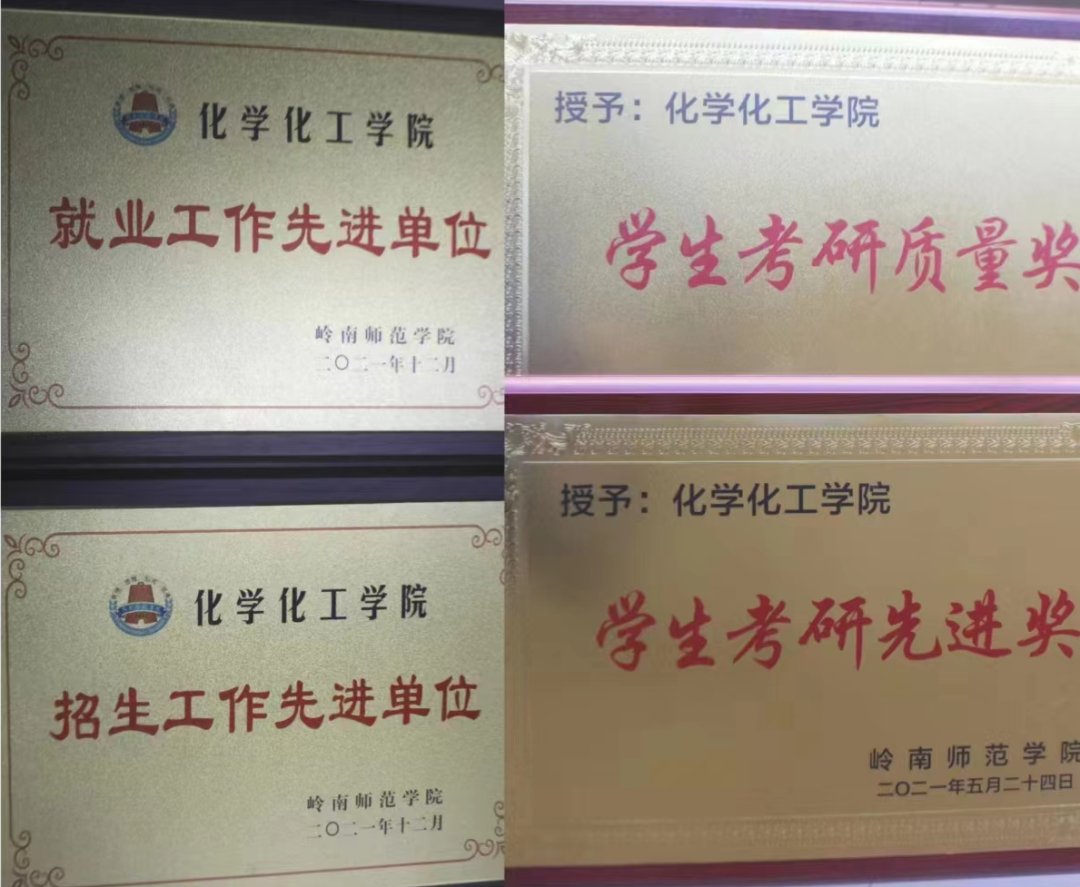 化学化工学院
就业工作先进单位
岭南师范学院
二〇二一年十二月
授予：化学化工学院
学生考研质量奖
化学化工学院
招生工作先进单位
岭南师范学院
二〇二一年十二月
授予：化学化工学院
学生考研先进奖
岭南师范学院
二〇二一年五月二十四日